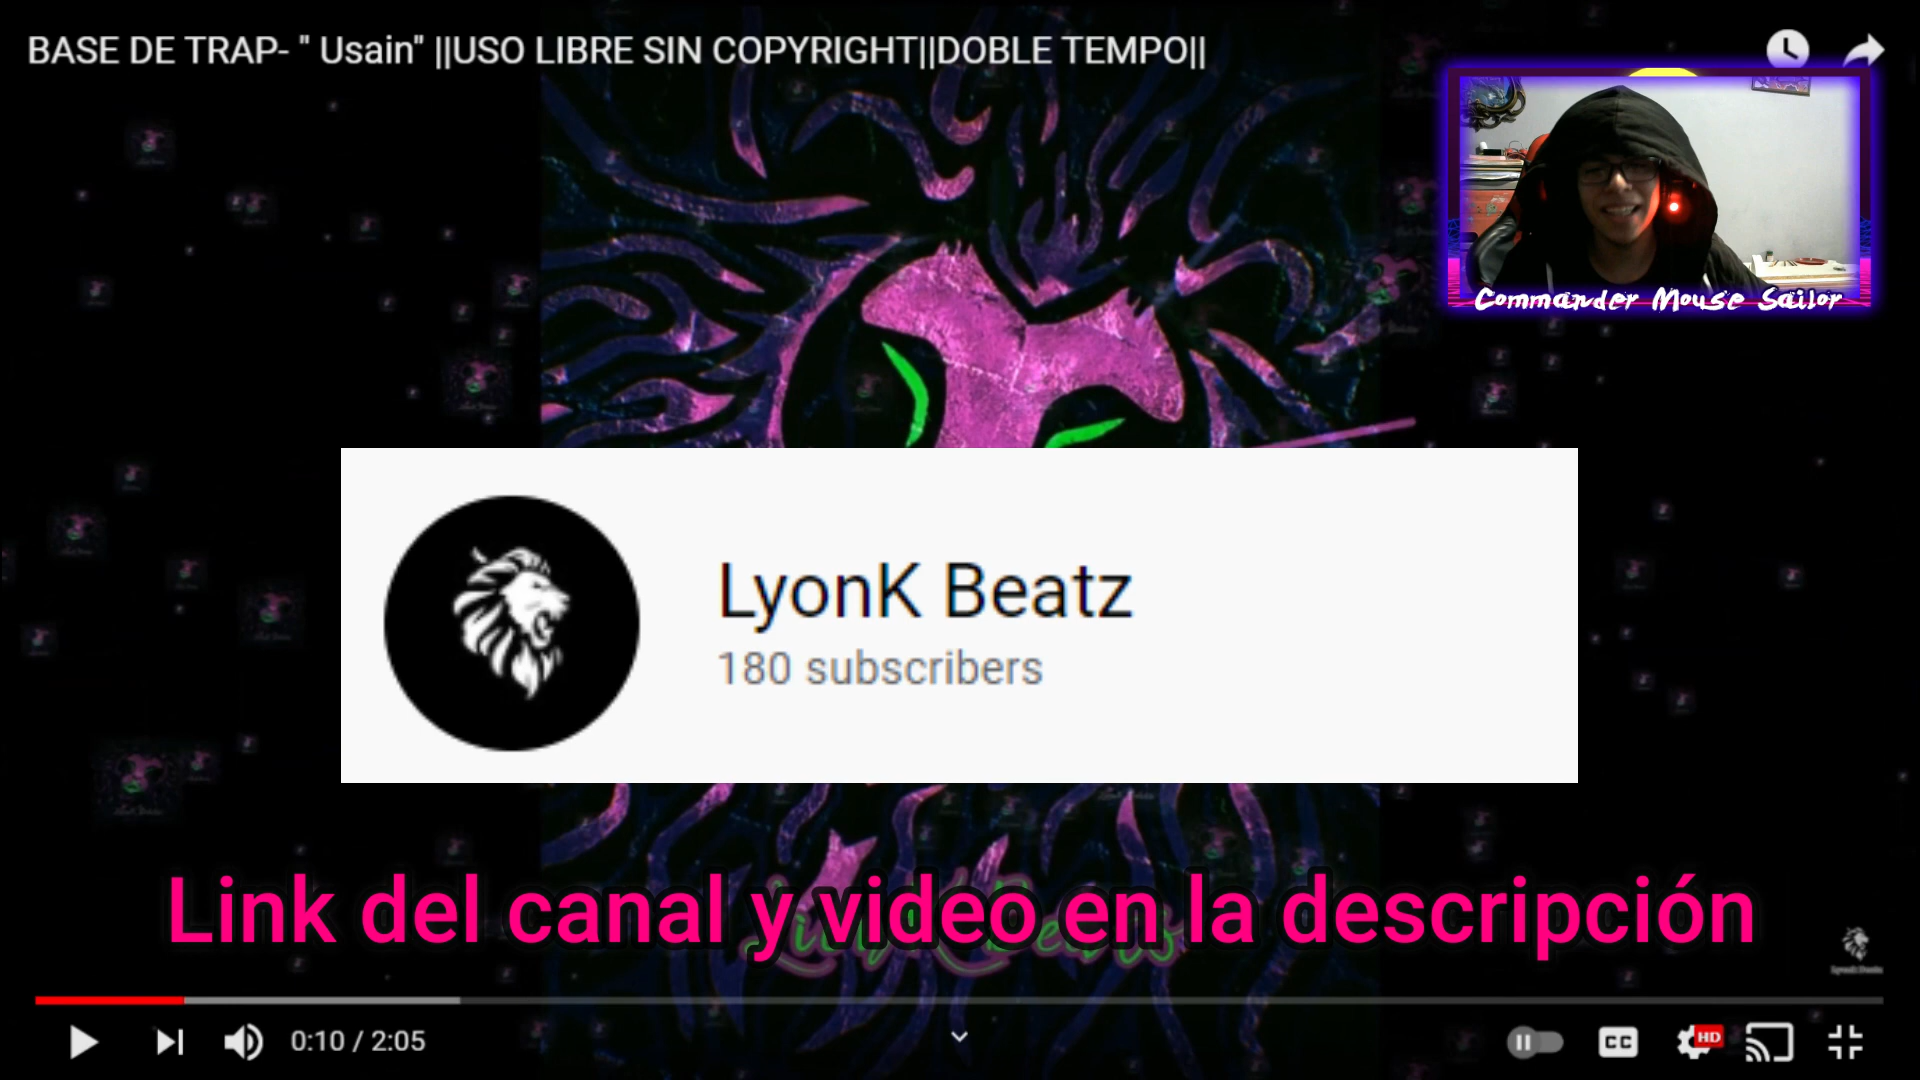 BASE DE TRAP- " Usain" ||USO LIBRE SIN COPYRIGHT||DOBLE TEMPO||
Commander Mouse Sailor
LyonK Beatz
180 subscribers
Link del canal y video en la descripción
0:10 / 2:05
CC
HD